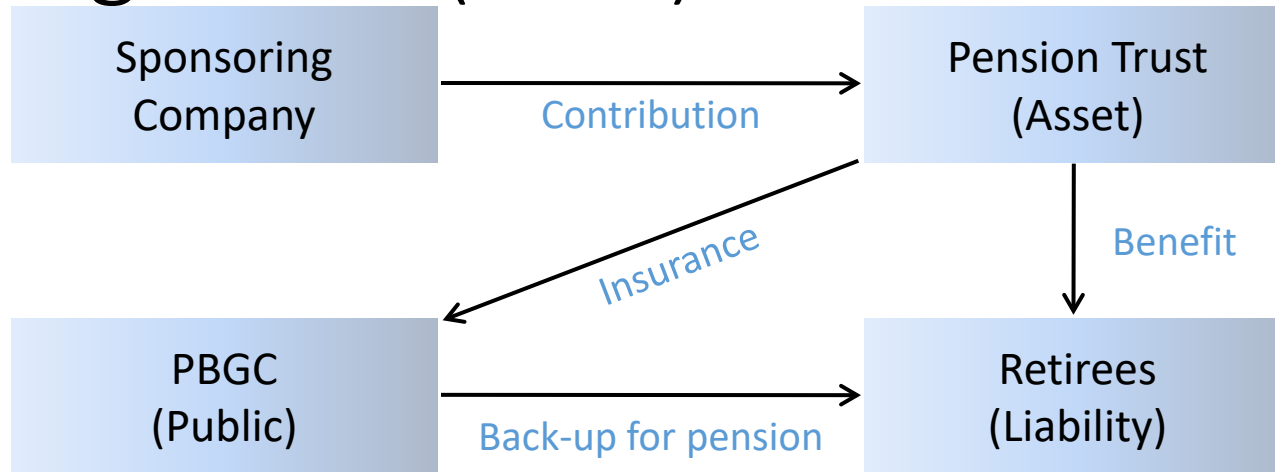 Sponsoring
Company
Contribution
Pension Trust
(Asset)
Insurance
Benefit
PBGC
(Public)
Back-up for pension
Retirees
(Liability)